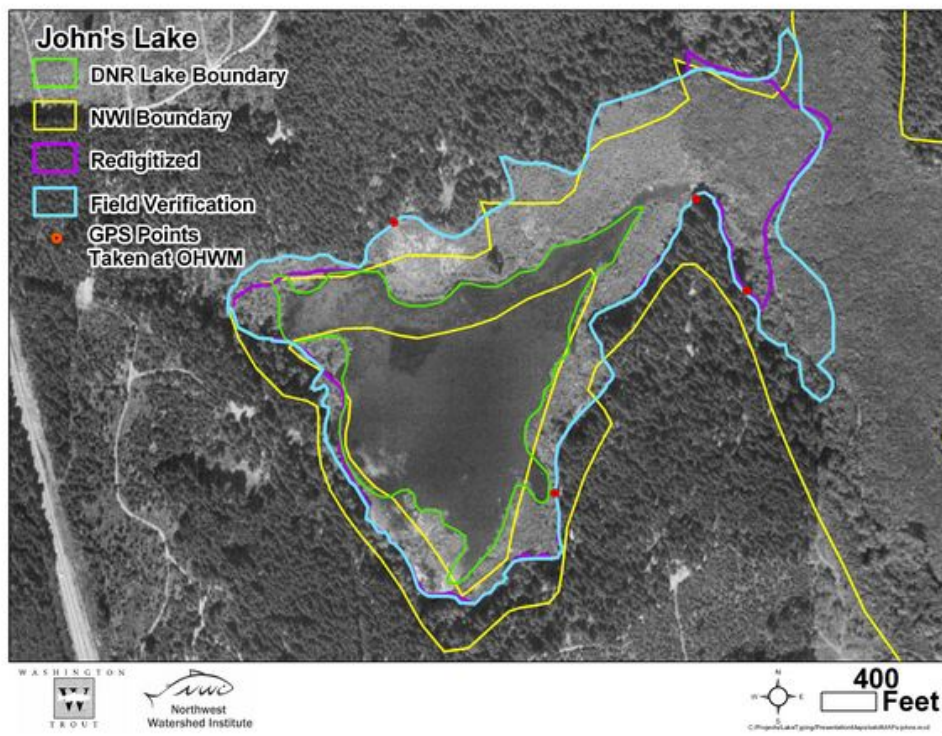 John's Lake
DNR Lake Boundary
NWI Boundary
Redigitized
Field Verification
GPS Points
Taken at OHWM
WASHINGTON
TROUT
NWI
Northwest
Watershed Institute
N
W E
S
400
Feet